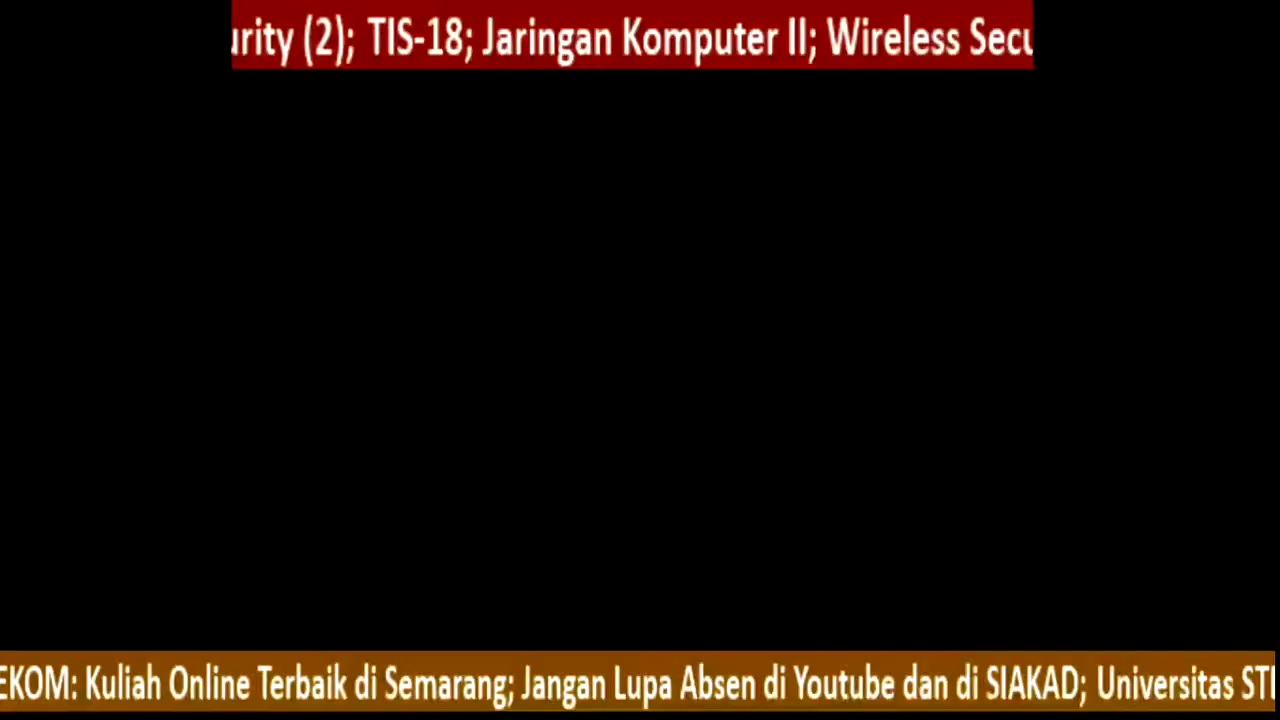 urity (2); TIS-18; Jaringan Komputer II; Wireless Secu
EKOM: Kuliah Online Terbaik di Semarang; Jangan Lupa Absen di Youtube dan di SIAKAD; Universitas STE